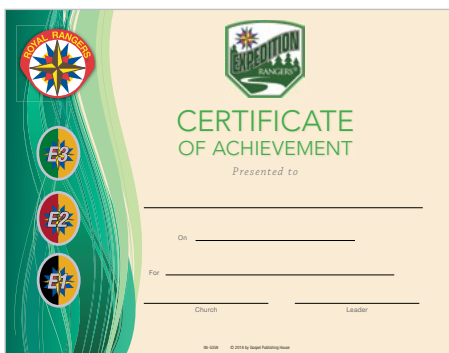 ROYAL RANGERS
EXPEDITION
RANGERS
CERTIFICATE
OF ACHIEVEMENT
Presented to
E3
E2
On
E1
For
Church
Leader
© 2016 by Gospel Publishing House